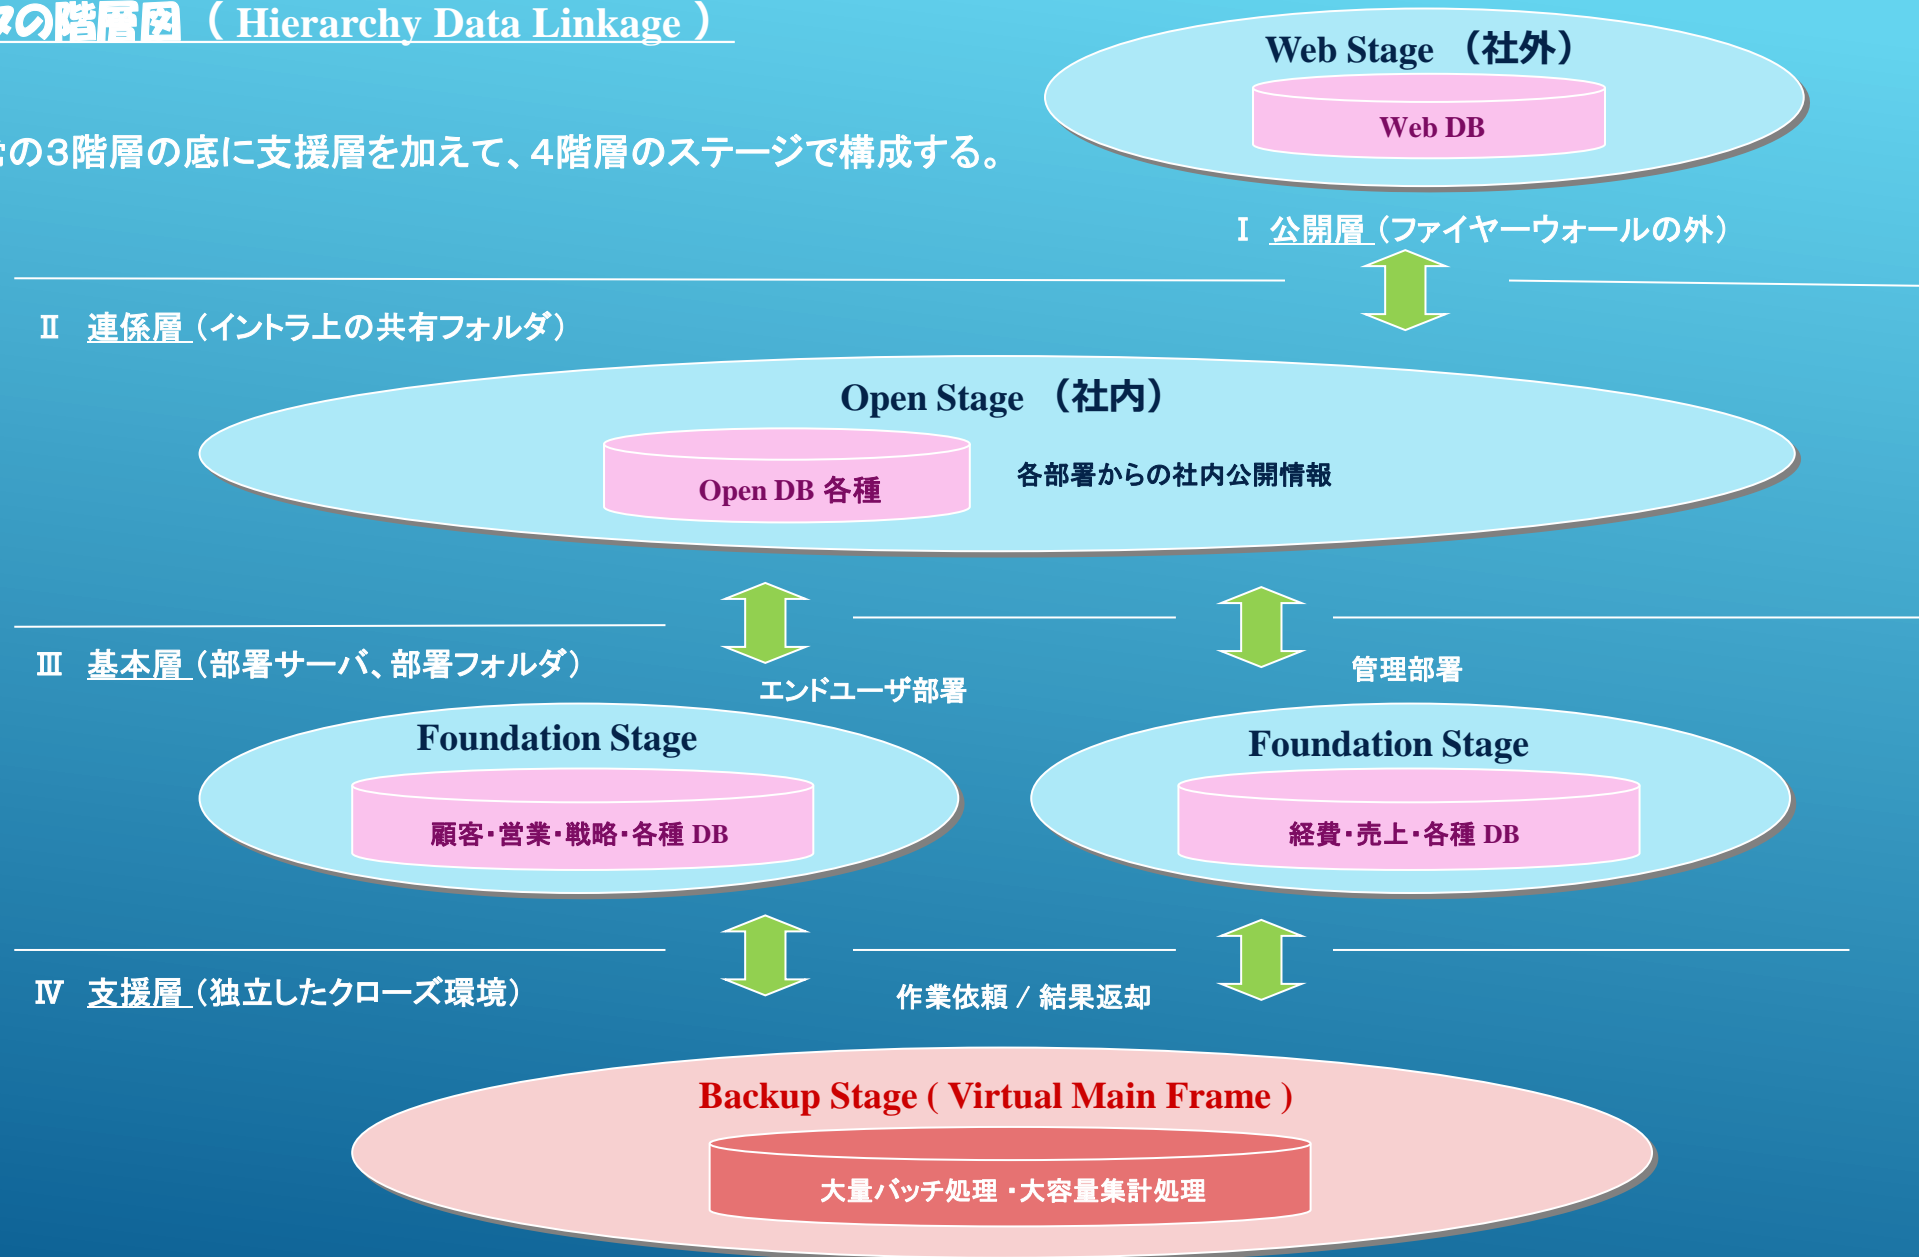 の階層図（ Hierarchy Data Linkage ）
の３階層の底に支援層を加えて、４階層のステージで構成する。
Web Stage （社外）
Web DB
Ⅰ 公開層（ファイヤーウォールの外）
Ⅱ 連係層（イントラ上の共有フォルダ）
Open Stage （社内）
Open DB 各種
各部署からの社内公開情報
Ⅲ 基本層（部署サーバ、部署フォルダ）
エンドユーザ部署
管理部署
Foundation Stage
顧客・営業・戦略・各種 DB
Foundation Stage
経費・売上・各種 DB
Ⅳ 支援層（独立したクローズ環境）
作業依頼 / 結果返却
Backup Stage ( Virtual Main Frame )
大量バッチ処理 ・大容量集計処理